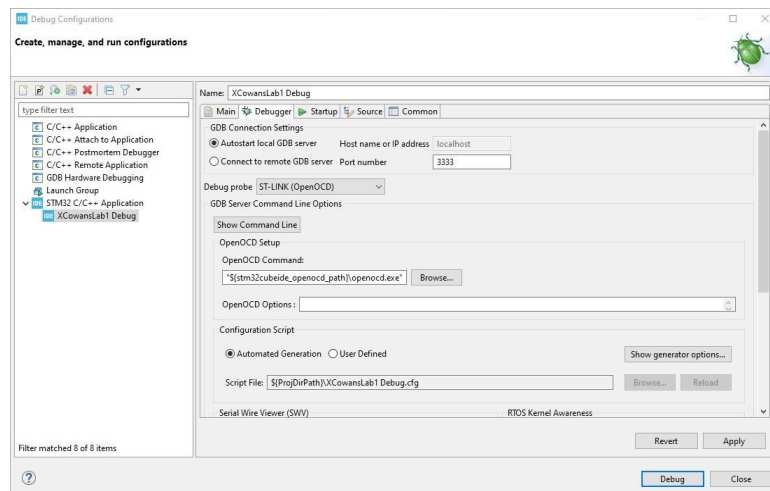 IDE Debug Configurations
Create, manage, and run configurations
type filter text
C/C++ Application
C/C++ Attach to Application
C/C++ Postmortem Debugger
C/C++ Remote Application
GDB Hardware Debugging
Launch Group
IDE STM32 C/C++ Application
IDE XCowansLab1 Debug
Filter matched 8 of 8 items
Name: XCowansLab1 Debug
Main Debugger Startup Source Common
GDB Connection Settings
Autostart local GDB server Host name or IP address localhost
Connect to remote GDB server Port number 3333
Debug probe ST-LINK (OpenOCD)
GDB Server Command Line Options
Show Command Line
OpenOCD Setup
OpenOCD Command:
"${stm32cubeide_openocd_path}\openocd.exe" Browse...
OpenOCD Options :
Configuration Script
Automated Generation User Defined Show generator options...
Script File: ${ProjDirPath}\XCowansLab1 Debug.cfg Browse... Reload
Serial Wire Viewer (SWV) RTOS Kernel Awareness
Revert Apply
? Debug Close